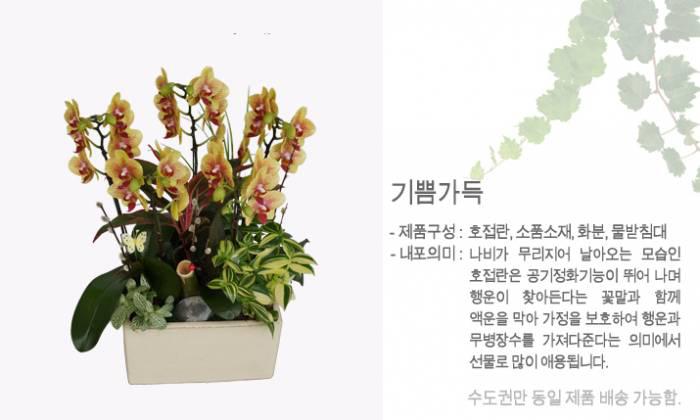 기쁨가득
- 제품구성 : 호접란, 소품소재, 화분, 물받침대
- 내포의미 : 나비가 무리지어 날아오는 모습인
호접란은 공기정화기능이 뛰어 나며
행운이 찾아든다는 꽃말과 함께
액운을 막아 가정을 보호하여 행운과
무병장수를 가져다준다는 의미에서
선물로 많이 애용됩니다.
수도권만 동일 제품 배송 가능함.